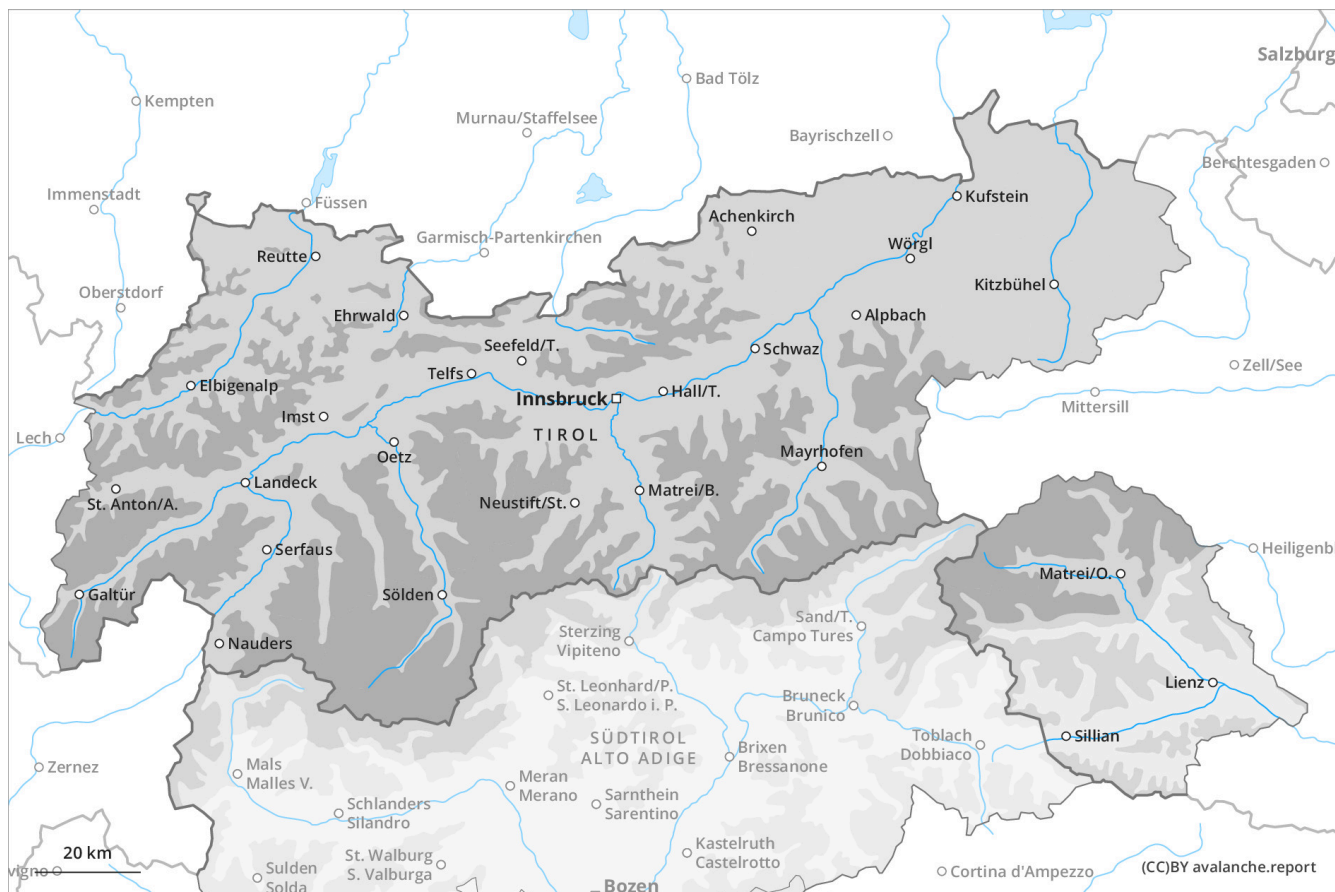 Salzburg
Bad Tölz
Kempten
Murnau/Staffelsee
Bayrischzell
Berchtesgaden
Immenstadt
Füssen
Kufstein
Achenkirch
Garmisch-Partenkirchen
Wörgl
Reutte
Kitzbühel
Oberstdorf
Ehrwald
Alpbach
Seefeld/T.
Schwaz
Zell/See
Telfs
Elbigenalp
Innsbruck
Hall/T.
Mittersill
Imst
Lech
TIROL
Oetz
Mayrhofen
Landeck
Matrei/B.
St. Anton/A.
Neustift/St.
Serfaus
Heiligenb
Matrei/O.
Galtür
Sölden
Sand/T.
Campo Tures
Sterzing
Vipiteno
Nauders
Lienz
St. Leonhard/P.
S. Leonardo i. P.
Bruneck
Brunico
SÜDTIROL
ALTO ADIGE
Toblach
Dobbiaco
Sillian
Brixen
Bressanone
Zernez
Mals
Malles V.
Meran
Merano
Sarnthein
Sarentino
Schlanders
Silandro
Kastelruth
Castelrotto
20 km
St. Walburg
S. Valburga
vigno
Sulden
Solda
Cortina d'Ampezzo
(CC)BY avalanche.report
Bozen